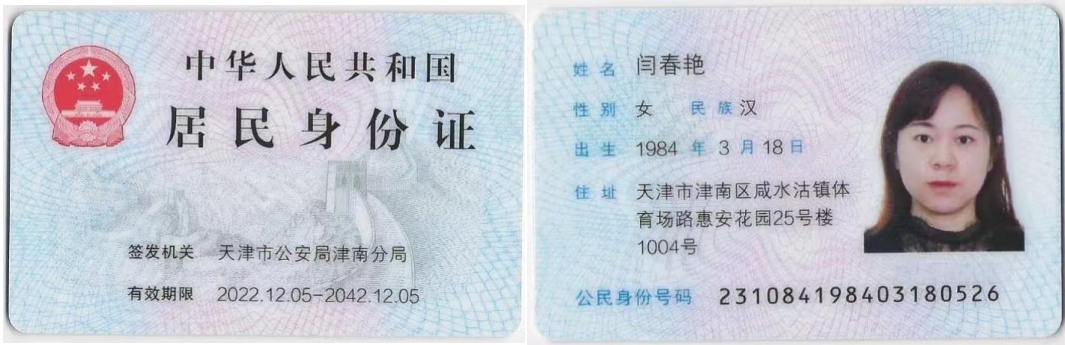 中华人民共和国
居民身份证
签发机关 天津市公安局津南分局
有效期限 2022.12.05-2042.12.05
姓名 闫春艳
性别 女 民族 汉
出生 1984 年 3 月 18 日
住址 天津市津南区咸水沽镇体
育场路惠安花园25号楼
1004号
公民身份号码 231084198403180526